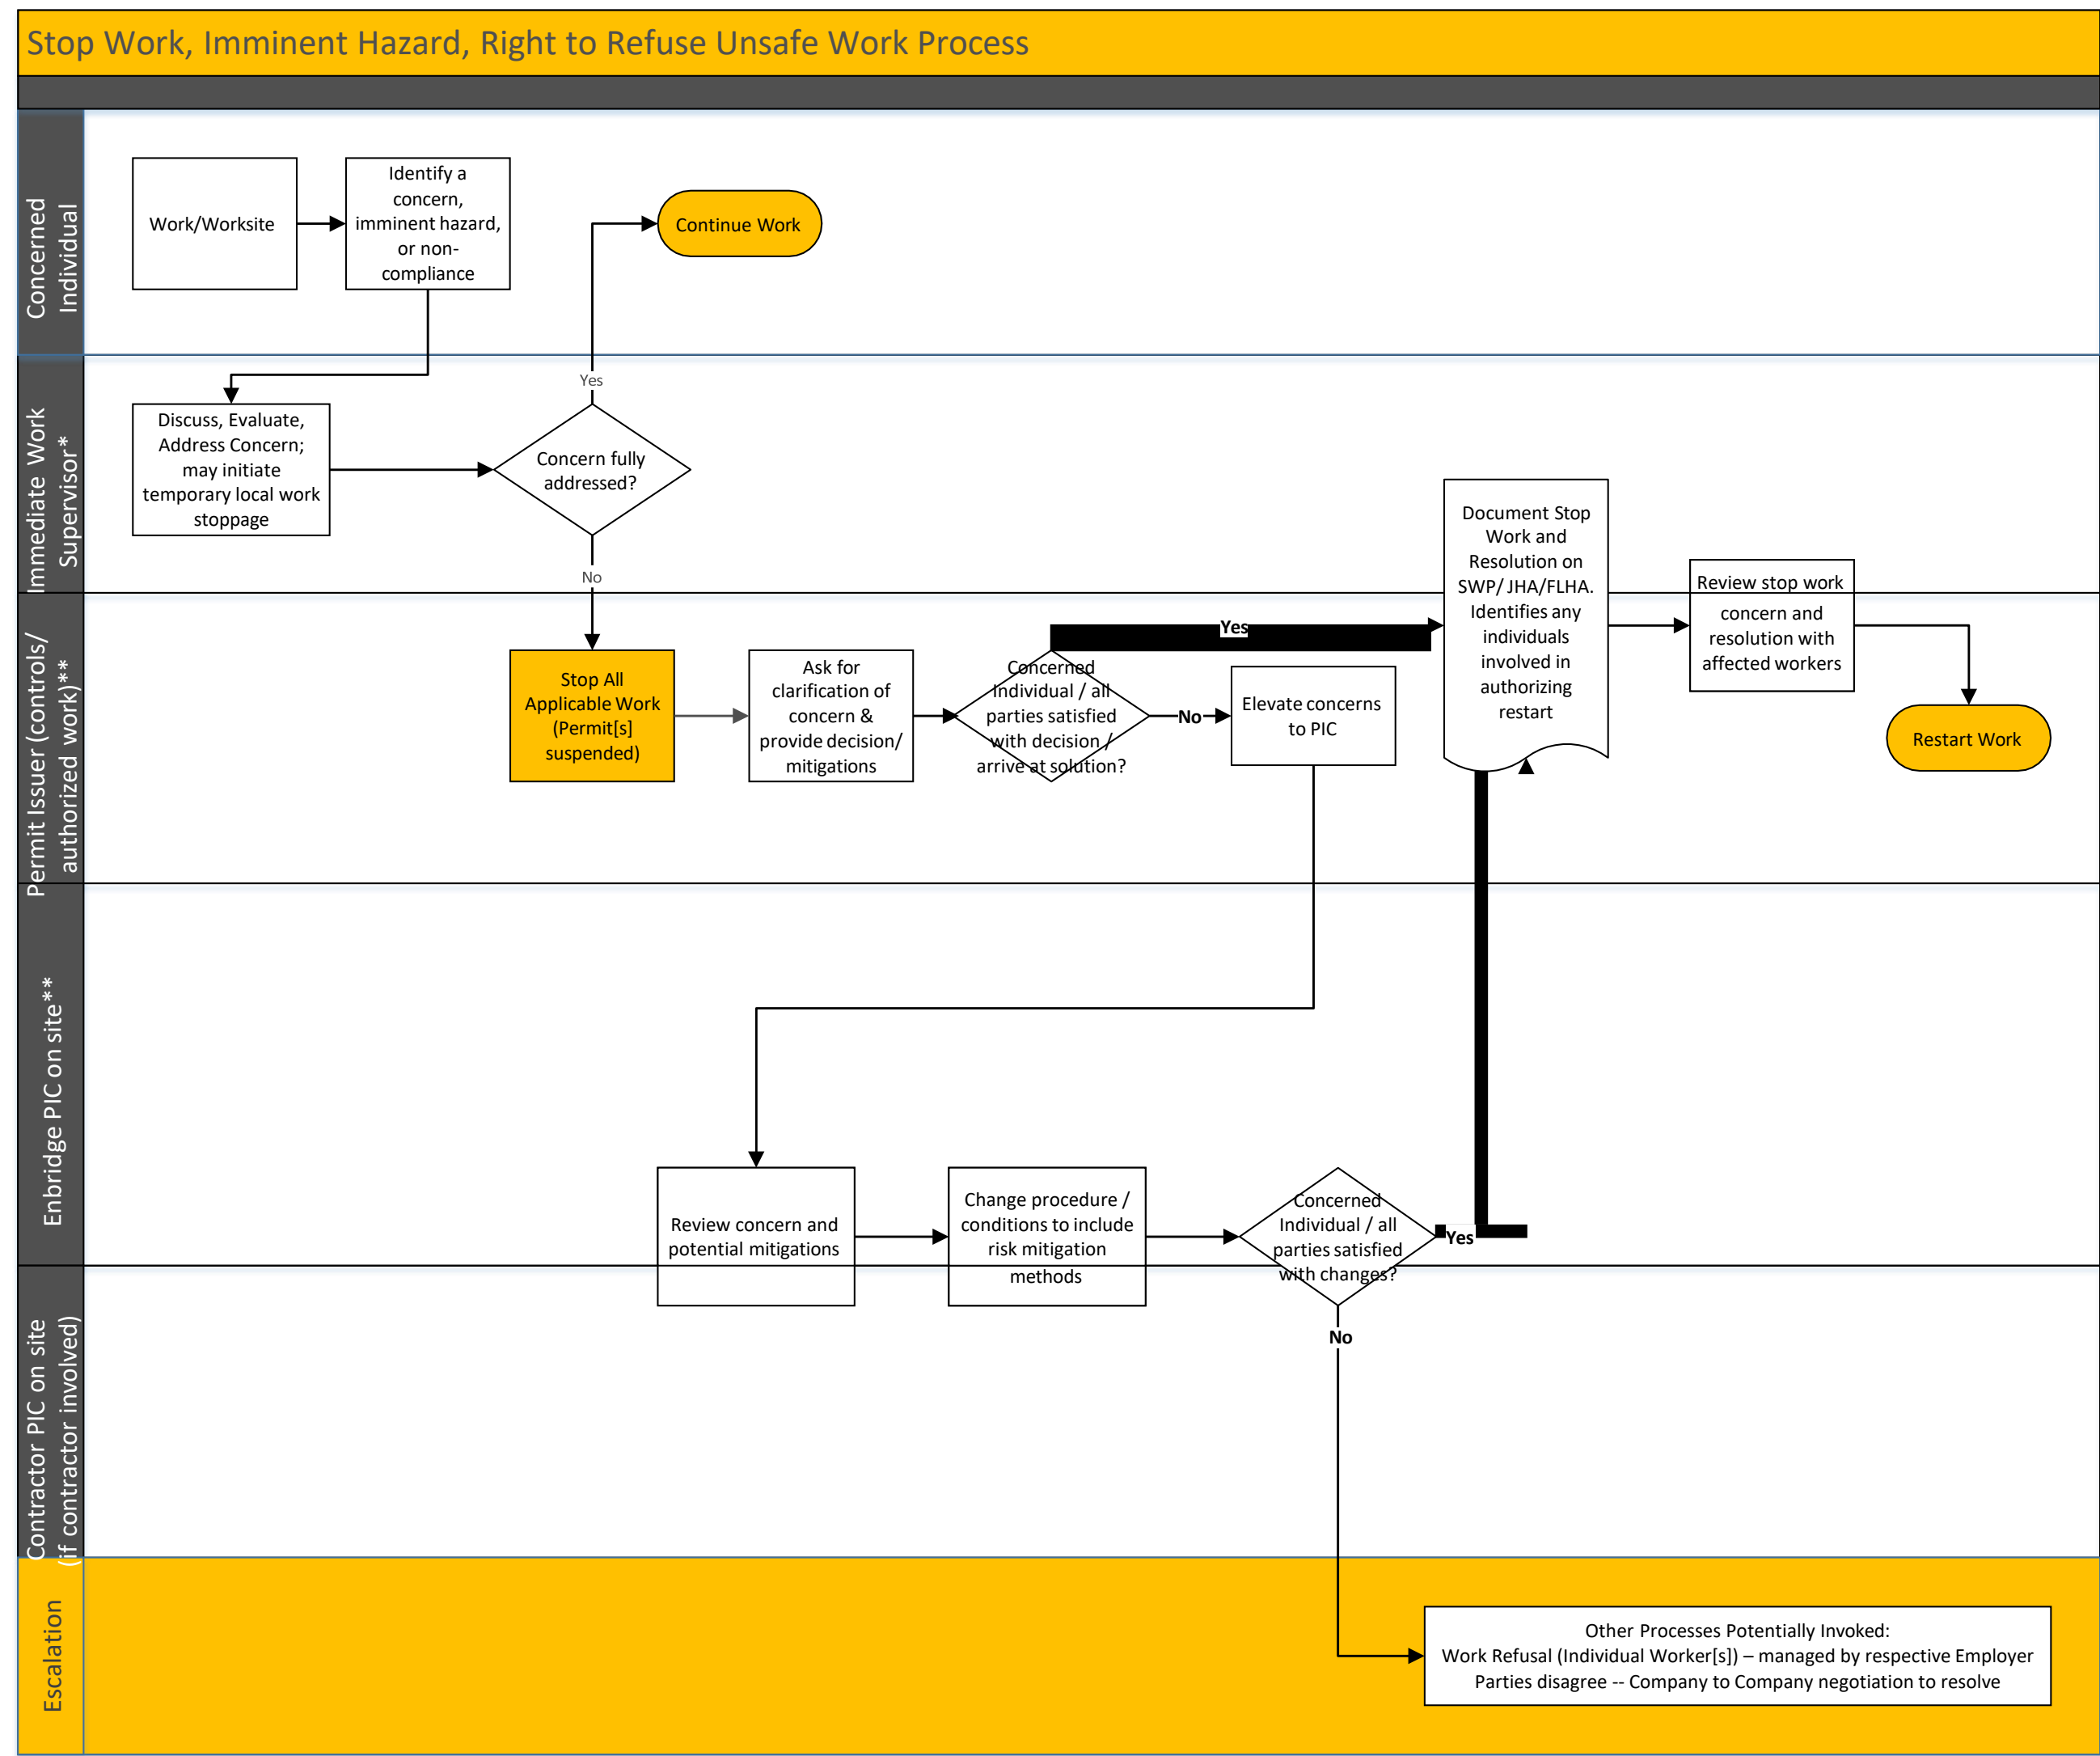 Stop Work, Imminent Hazard, Right to Refuse Unsafe Work Process
Concerned
Individual
Work/Worksite
Identify a
concern,
imminent hazard,
or non-
compliance
Continue Work
Immediate Work
Supervisor*
Discuss, Evaluate,
Address Concern;
may initiate
temporary local work
stoppage
Yes
Concern fully
addressed?
No
Permit Issuer (controls/
authorized work)**
Stop All
Applicable Work
(Permit[s]
suspended)
Ask for
clarification of
concern &
provide decision/
mitigations
Concerned
Individual / all
parties satisfied
with decision /
arrive at solution?
Yes
No
Elevate concerns
to PIC
Document Stop
Work and
Resolution on
SWP/ JHA/FLHA.
Identifies any
individuals
involved in
authorizing
restart
Review stop work
concern and
resolution with
affected workers
Restart Work
Enbridge PIC on site**
Review concern and
potential mitigations
Change procedure /
conditions to include
risk mitigation
methods
Concerned
Individual / all
parties satisfied
with changes?
Yes
No
Contractor PIC on site
(if contractor involved)
Escalation
Other Processes Potentially Invoked:
Work Refusal (Individual Worker[s]) – managed by respective Employer
Parties disagree -- Company to Company negotiation to resolve